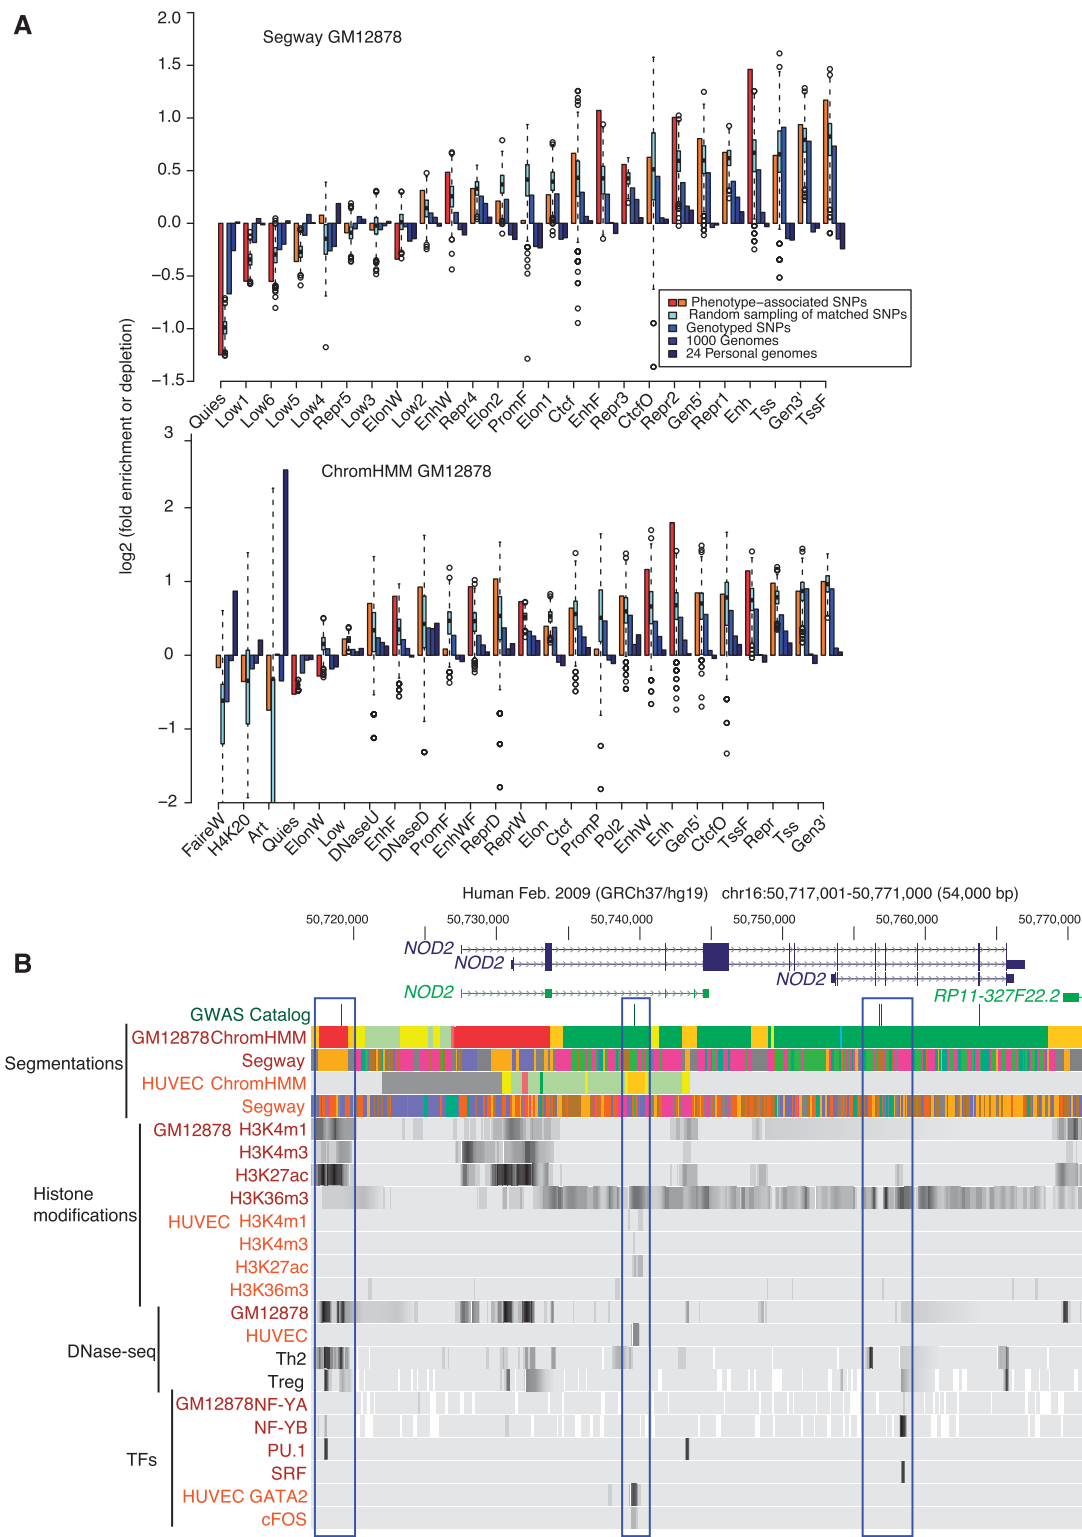 A
Segway GM12878
2.0
1.5
1.0
0.5
0.0
−0.5
−1.0
−1.5
Phenotype−associated SNPs
Random sampling of matched SNPs
Genotyped SNPs
1000 Genomes
24 Personal genomes
Quies Low1 Low6 Low5 Low4 Repr5 Low3 ElonW Low2 EnhW Repr4 Elon2 PromF Elon1 Ctcf EnhF Repr3 CtcfO Repr2 Gen5' Repr1 Enh Tss Gen3' TssF
log2 (fold enrichment or depletion)
ChromHMM GM12878
3
2
1
0
−1
−2
FaireW H4K20 Art Quies ElonW Low DNaseU EnhF DNaseD PromF EnhWF ReprD ReprW Elon Ctcf PromP Pol2 EnhW Enh Gen5' CtcfO TssF Repr Tss Gen3'
Human Feb. 2009 (GRCh37/hg19) chr16:50,717,001-50,771,000 (54,000 bp)
50,720,000 50,730,000 50,740,000 50,750,000 50,760,000 50,770,000
B
NOD2
NOD2
NOD2
NOD2
RP11-327F22.2
GWAS Catalog
Segmentations
GM12878ChromHMM
Segway
HUVEC ChromHMM
Segway
Histone modifications
GM12878 H3K4m1
H3K4m3
H3K27ac
H3K36m3
HUVEC H3K4m1
H3K4m3
H3K27ac
H3K36m3
DNase-seq
GM12878
HUVEC
Th2
Treg
TFs
GM12878NF-YA
NF-YB
PU.1
SRF
HUVEC GATA2
cFOS